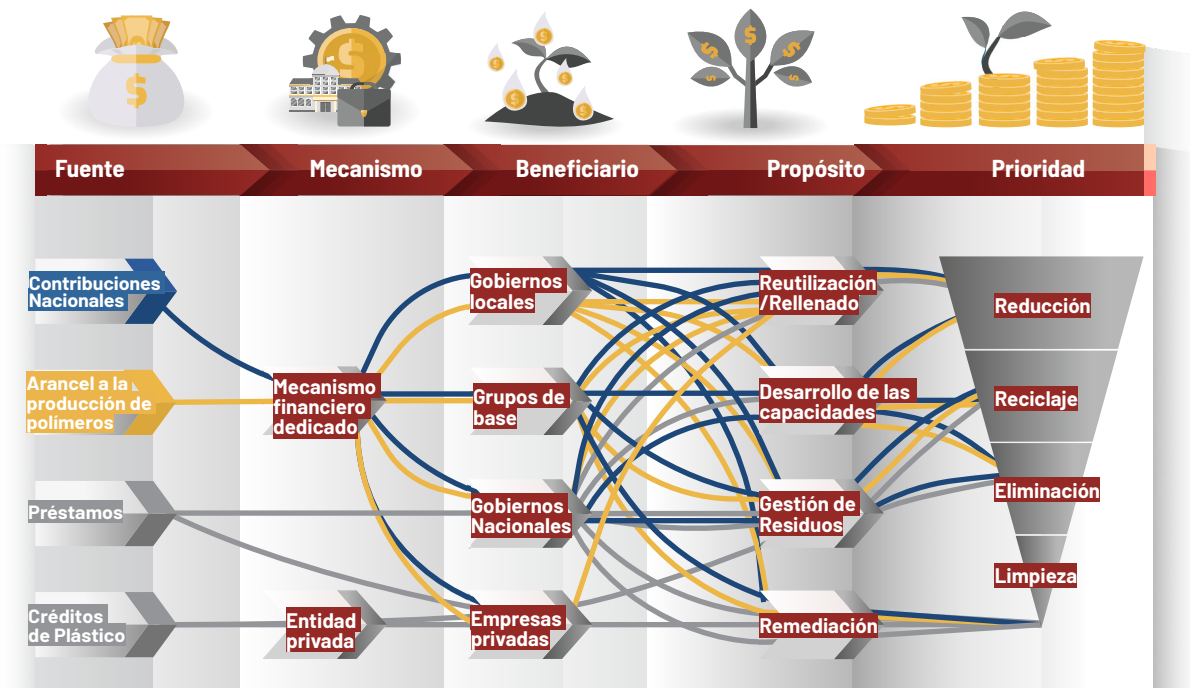 Fuente
Mecanismo
Beneficiario
Propósito
Prioridad
Contribuciones
Nacionales
Arancel a la
producción de
polímeros
Préstamos
Créditos
de Plástico
Mecanismo
financiero
dedicado
Entidad
privada
Gobiernos
locales
Grupos de
base
Gobiernos
Nacionales
Empresas
privadas
Reutilización
/Rellenado
Desarrollo de las
capacidades
Gestión de
Residuos
Remediación
Reducción
Reciclaje
Eliminación
Limpieza